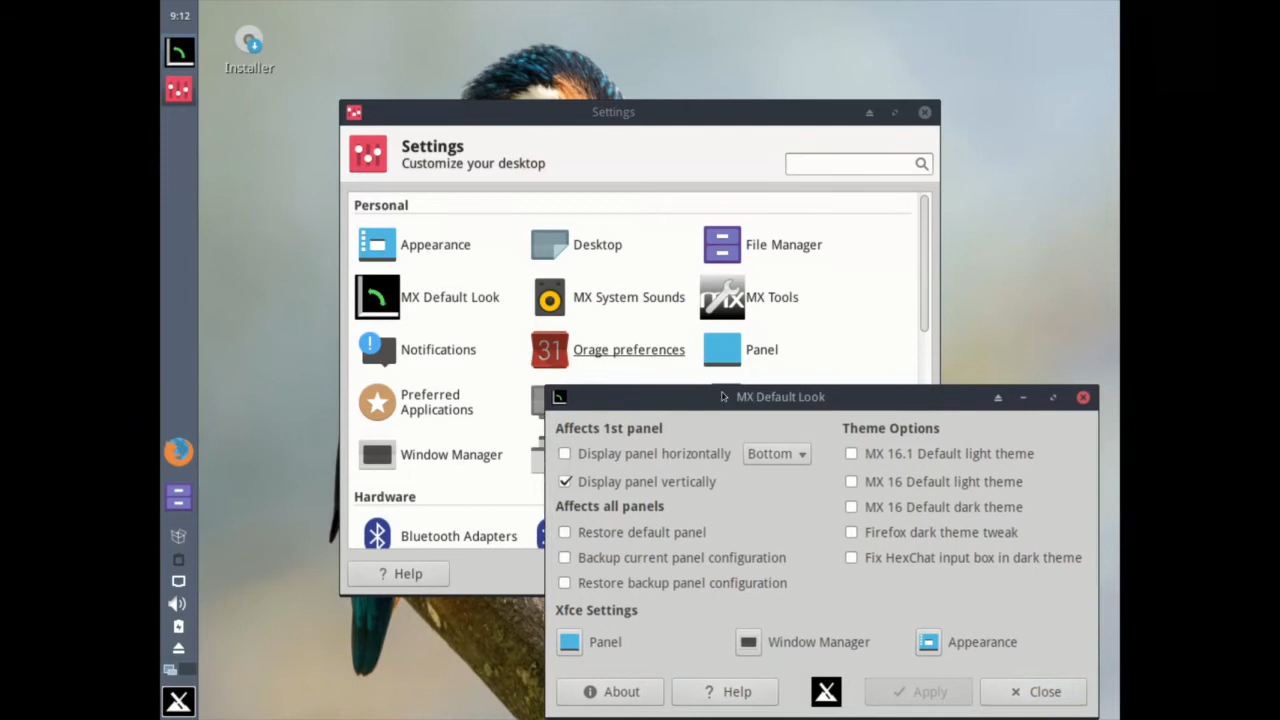 9:12
Installer
Settings
Settings
Customize your desktop
Personal
Appearance
Desktop
File Manager
MX Default Look
MX System Sounds
mx
MX Tools
Notifications
31
Orage preferences
Panel
Preferred
Applications
Window Manager
Hardware
Bluetooth Adapters
? Help
MX Default Look
Affects 1st panel
Display panel horizontally
Bottom
Display panel vertically
Affects all panels
Restore default panel
Backup current panel configuration
Restore backup panel configuration
Theme Options
MX 16.1 Default light theme
MX 16 Default light theme
MX 16 Default dark theme
Firefox dark theme tweak
Fix HexChat input box in dark theme
Xfce Settings
Panel
Window Manager
Appearance
About
? Help
Apply
Close